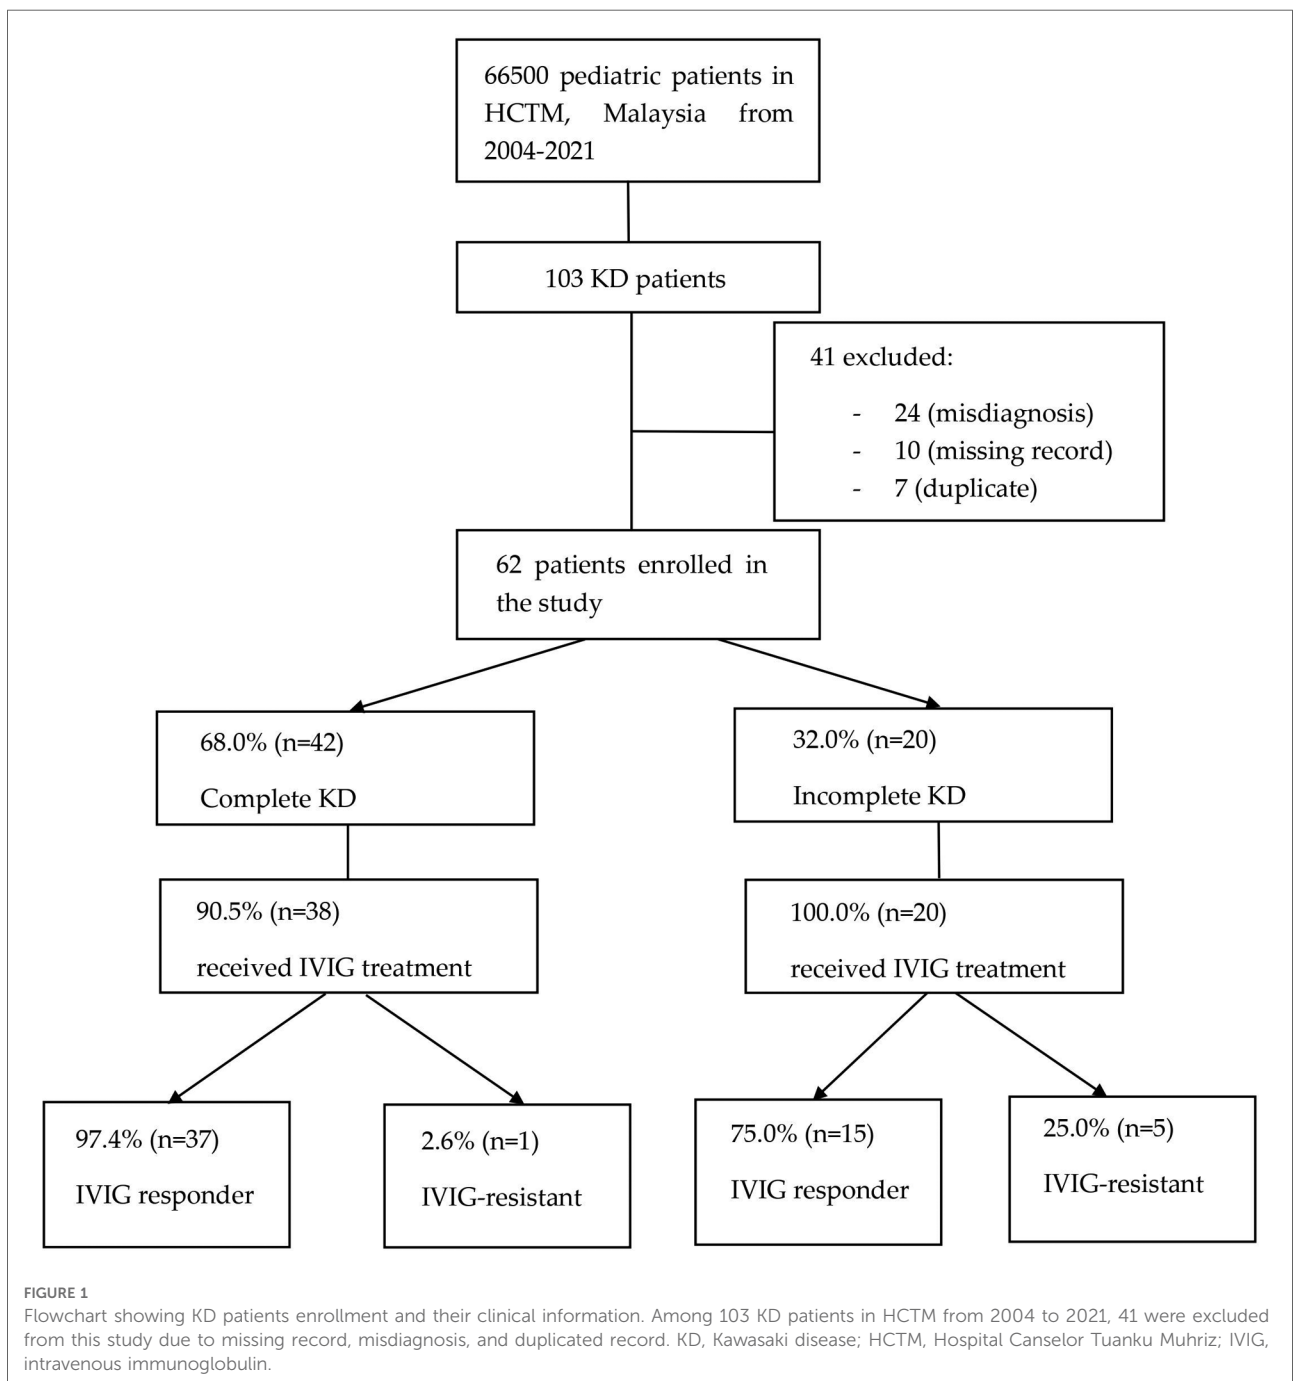 66500 pediatric patients in
HCTM, Malaysia from
2004-2021
103 KD patients
41 excluded:
- 24 (misdiagnosis)
- 10 (missing record)
- 7 (duplicate)
62 patients enrolled in
the study
68.0% (n=42)
Complete KD
32.0% (n=20)
Incomplete KD
90.5% (n=38)
received IVIG treatment
100.0% (n=20)
received IVIG treatment
97.4% (n=37)
IVIG responder
2.6% (n=1)
IVIG-resistant
75.0% (n=15)
IVIG responder
25.0% (n=5)
IVIG-resistant
FIGURE 1
Flowchart showing KD patients enrollment and their clinical information. Among 103 KD patients in HCTM from 2004 to 2021, 41 were excluded
from this study due to missing record, misdiagnosis, and duplicated record. KD, Kawasaki disease; HCTM, Hospital Canselor Tuanku Muhriz; IVIG,
intravenous immunoglobulin.